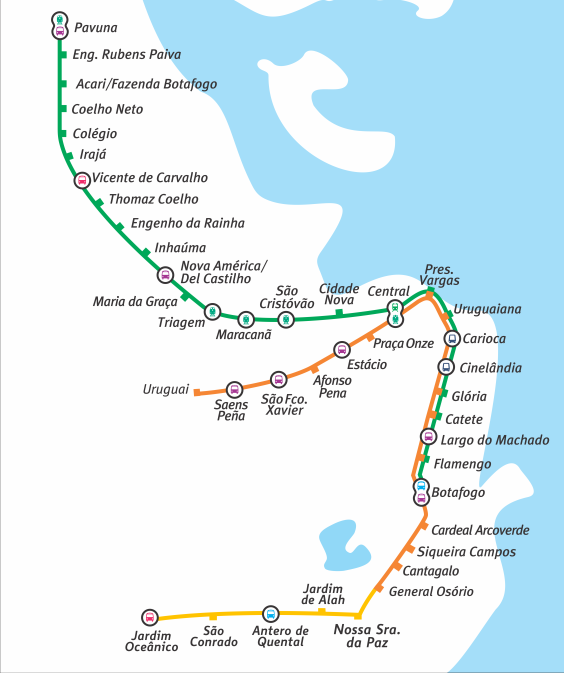 Pavuna
Eng. Rubens Paiva
Acari/Fazenda Botafogo
Coelho Neto
Colégio
Irajá
Vicente de Carvalho
Thomaz Coelho
Engenho da Rainha
Inhaúma
Nova América/
Del Castilho
Maria da Graça
Triagem
Maracanã
São
Cristóvão
Cidade
Nova
Central
Pres.
Vargas
Uruguaiana
Carioca
Cinelândia
Praça Onze
Estácio
Afonso
Pena
São Fco.
Xavier
Saens
Peña
Uruguai
Glória
Catete
Largo do Machado
Flamengo
Botafogo
Cardeal Arcoverde
Siqueira Campos
Cantagalo
General Osório
Nossa Sra.
da Paz
Jardim
de Alah
Antero de
Quental
São
Conrado
Jardim
Oceânico